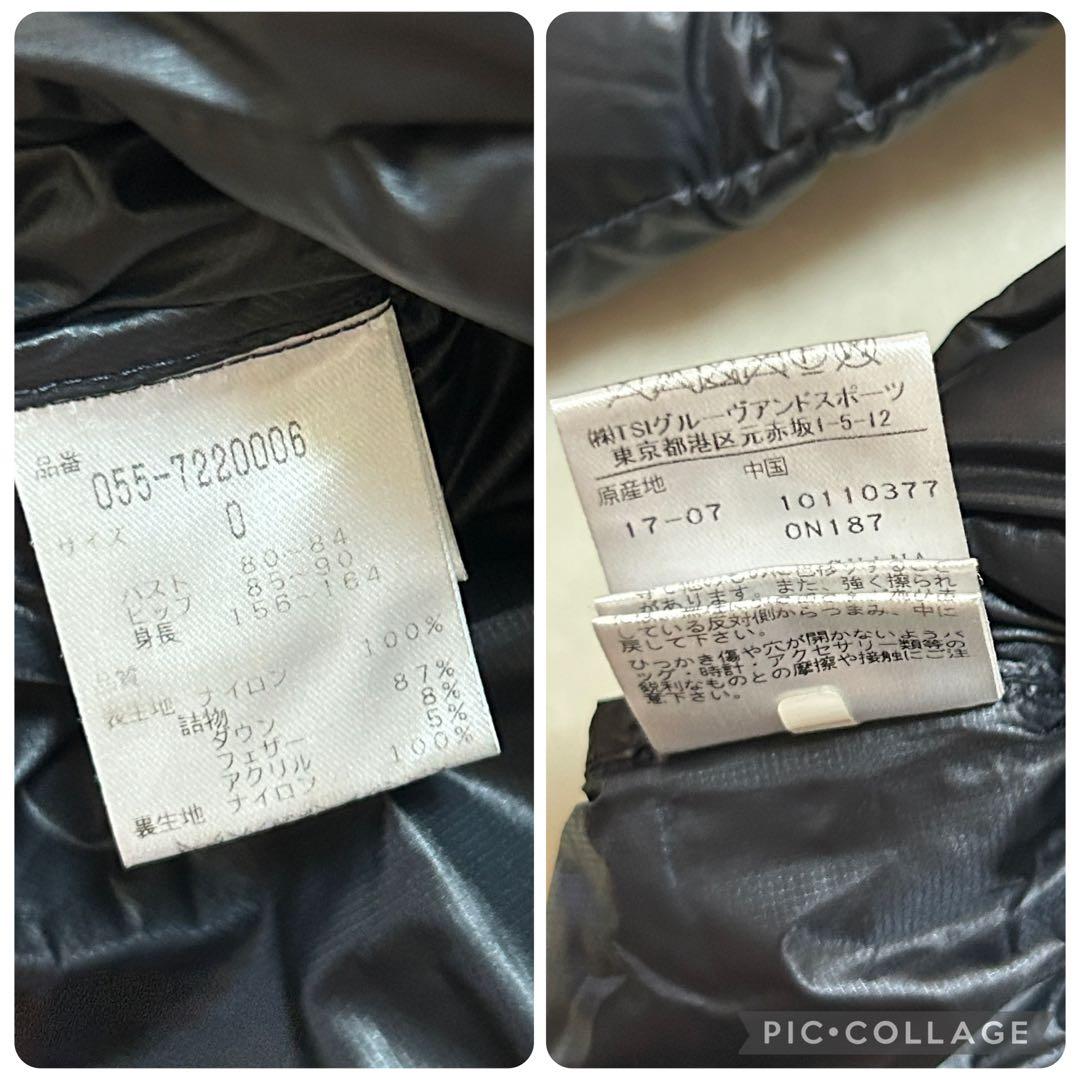 品番
055-7220006
サイズ 0
バスト 80~84
ヒップ 85~90
身長 156~164
質
表生地 ナイロン 100%
詰物
ダウン 87%
フェザー 8%
アクリル 5%
裏生地 ナイロン 100%
㈱TSIグルーヴアンドスポーツ
東京都港区元赤坂1-5-12
原産地 中国
17-07 10110377
0N187
があります。また、強く擦られ
している反対側からつまみ、中に
戻して下さい。
ひっかき傷や穴が開かないようバ
ッグ・時計・アクセサリー類等の
鋭利なものとの摩擦や接触にご注
意下さい。
PIC•COLLAGE